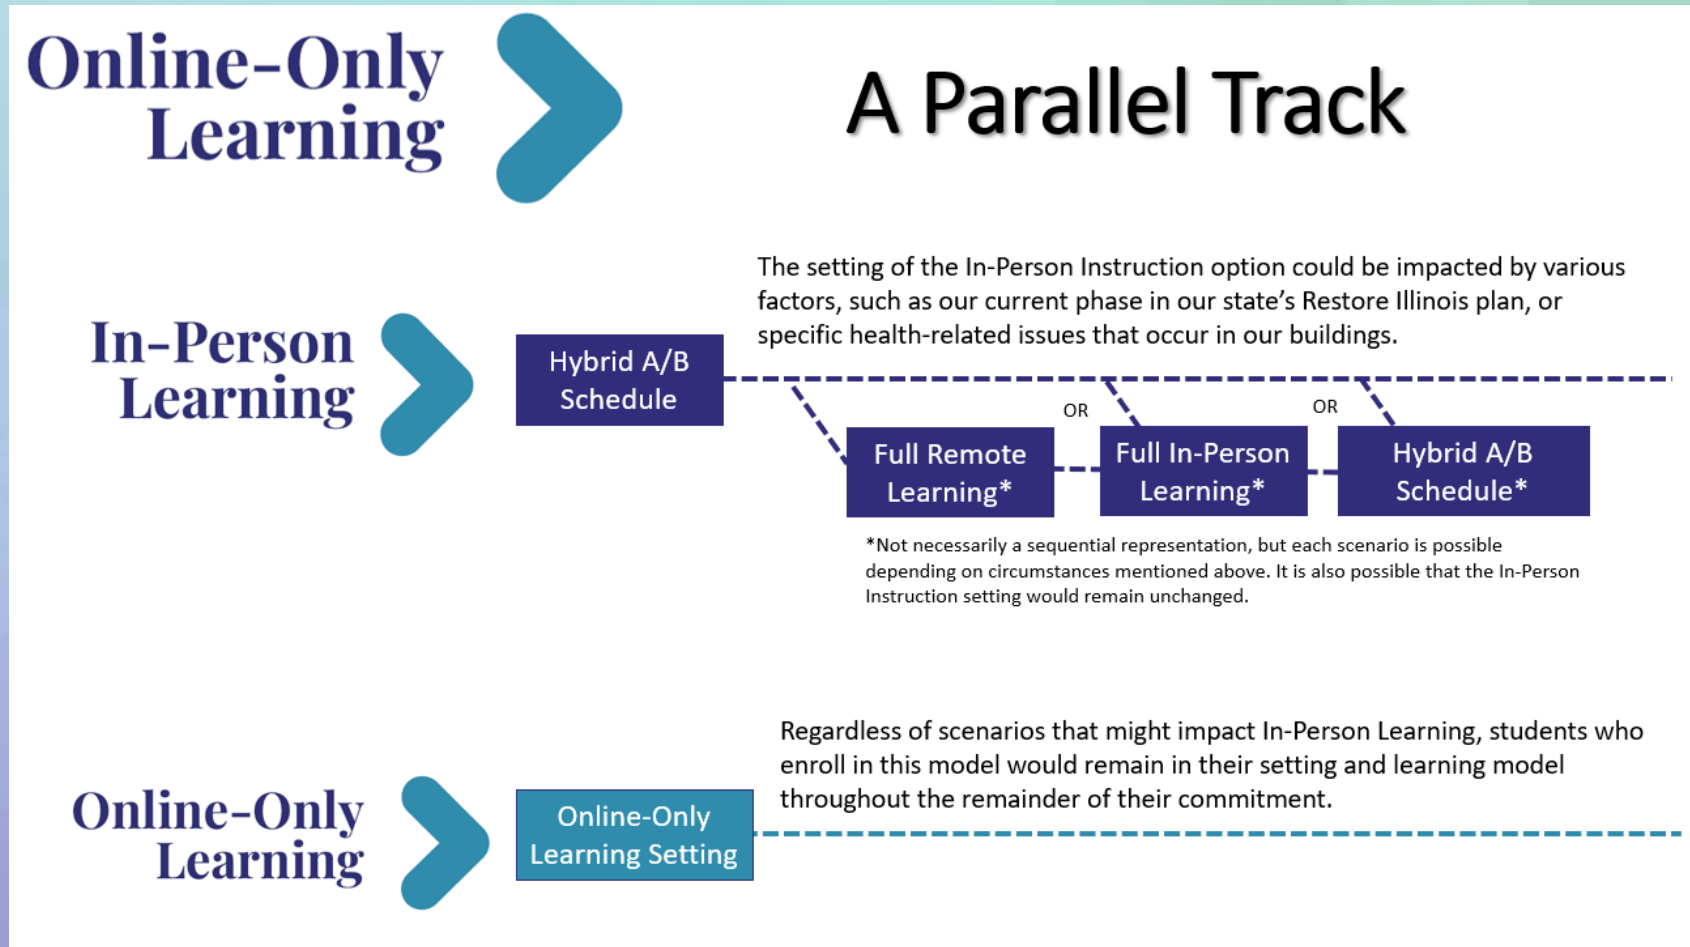 Online-Only
Learning
A Parallel Track
The setting of the In-Person Instruction option could be impacted by various
factors, such as our current phase in our state's Restore Illinois plan, or
specific health-related issues that occur in our buildings.
In-Person
Learning
Hybrid A/B
Schedule
OR
OR
Full Remote
Learning*
Full In-Person
Learning*
Hybrid A/B
Schedule*
*Not necessarily a sequential representation, but each scenario is possible
depending on circumstances mentioned above. It is also possible that the In-Person
Instruction setting would remain unchanged.
Regardless of scenarios that might impact In-Person Learning, students who
enroll in this model would remain in their setting and learning model
throughout the remainder of their commitment.
Online-Only
Learning
Online-Only
Learning Setting